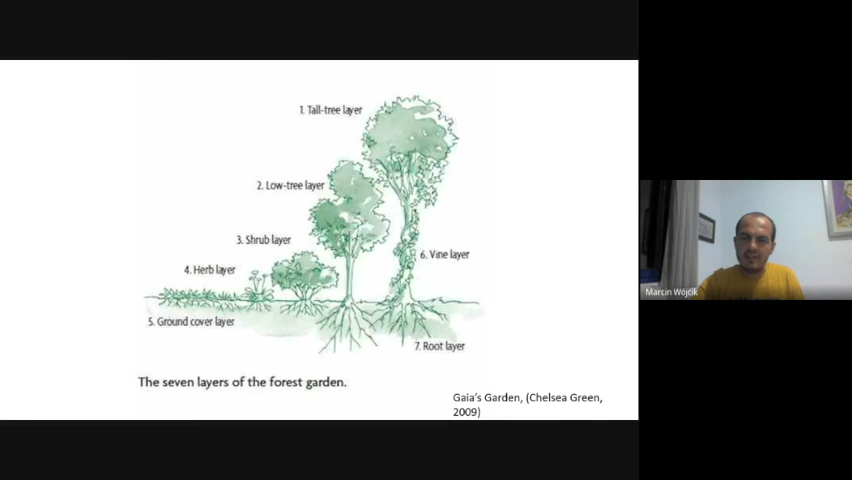 1. Tall-tree layer
2. Low-tree layer
3. Shrub layer
6. Vine layer
4. Herb layer
5. Ground cover layer
7. Root layer
The seven layers of the forest garden.
Gaia's Garden, (Chelsea Green,
2009)
Marcin Wójcik